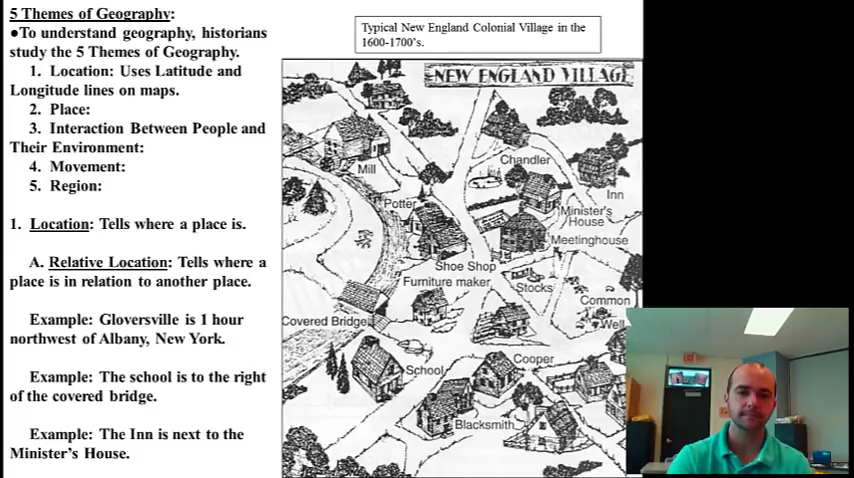 5 Themes of Geography:
●To understand geography, historians
study the 5 Themes of Geography.
1. Location: Uses Latitude and
Longitude lines on maps.
2. Place:
3. Interaction Between People and
Their Environment:
4. Movement:
5. Region:
1. Location: Tells where a place is.
A. Relative Location: Tells where a
place is in relation to another place.
Example: Gloversville is 1 hour
northwest of Albany, New York.
Example: The school is to the right
of the covered bridge.
Example: The Inn is next to the
Minister's House.
Typical New England Colonial Village in the
1600-1700's.
NEW ENGLAND VILLAGE
Chandler
Mill
Inn
Potter
Minister's
House
Meetinghouse
Shoe Shop
Furniture maker
Stocks
Common
Covered Bridge
Well
Cooper
School
Blacksmith